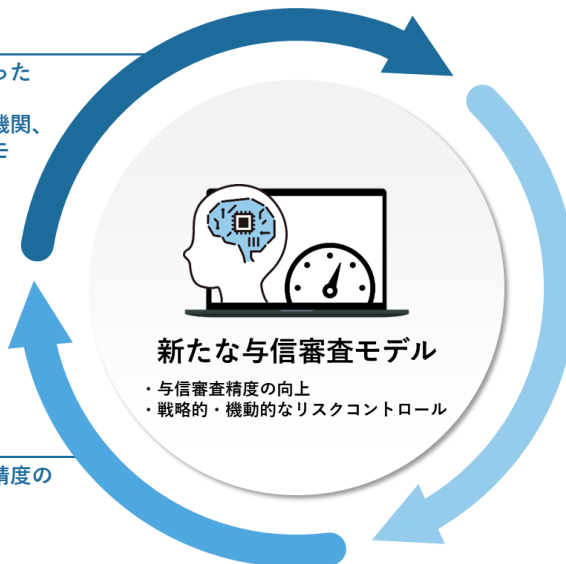 った
機関、
モ
新たな与信審査モデル
・与信審査精度の向上
・戦略的・機動的なリスクコントロール
精度の